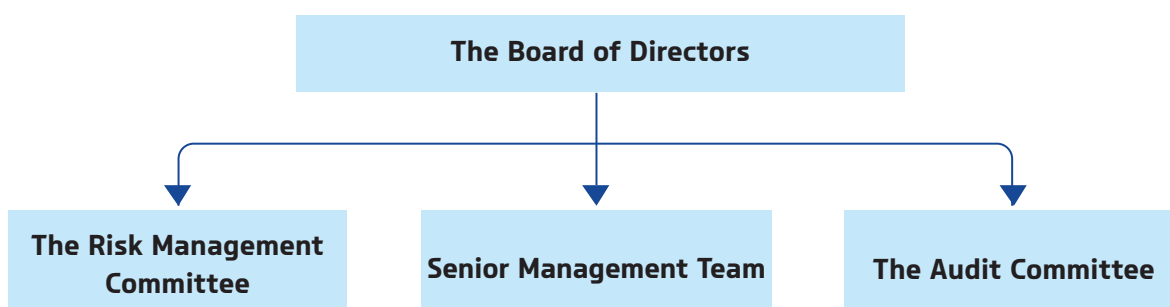 The Board of Directors
The Risk Management
Committee
Senior Management Team
The Audit Committee